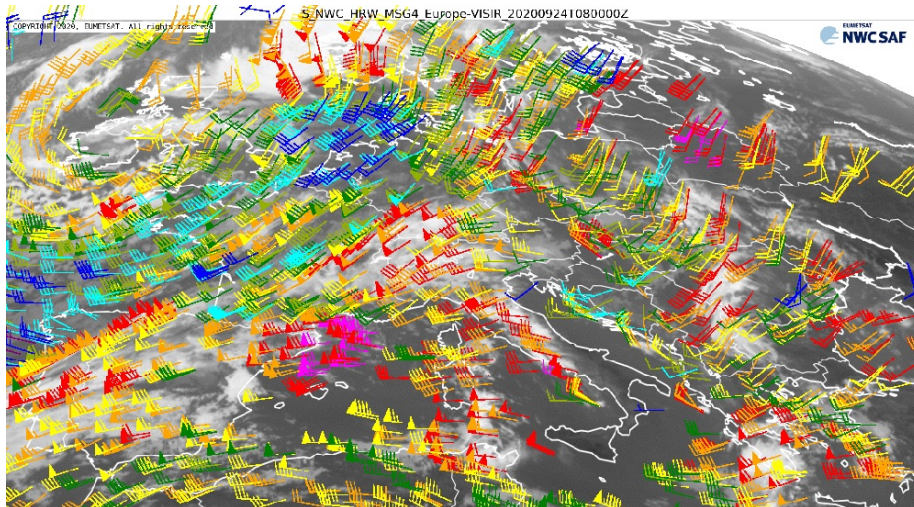 S_NWC_HRW_MSG4_Europe-VISIR_20200924T080000Z
COPYRIGHT 2020, EUMETSAT. All rights reserved
EUMETSAT
NWC SAF